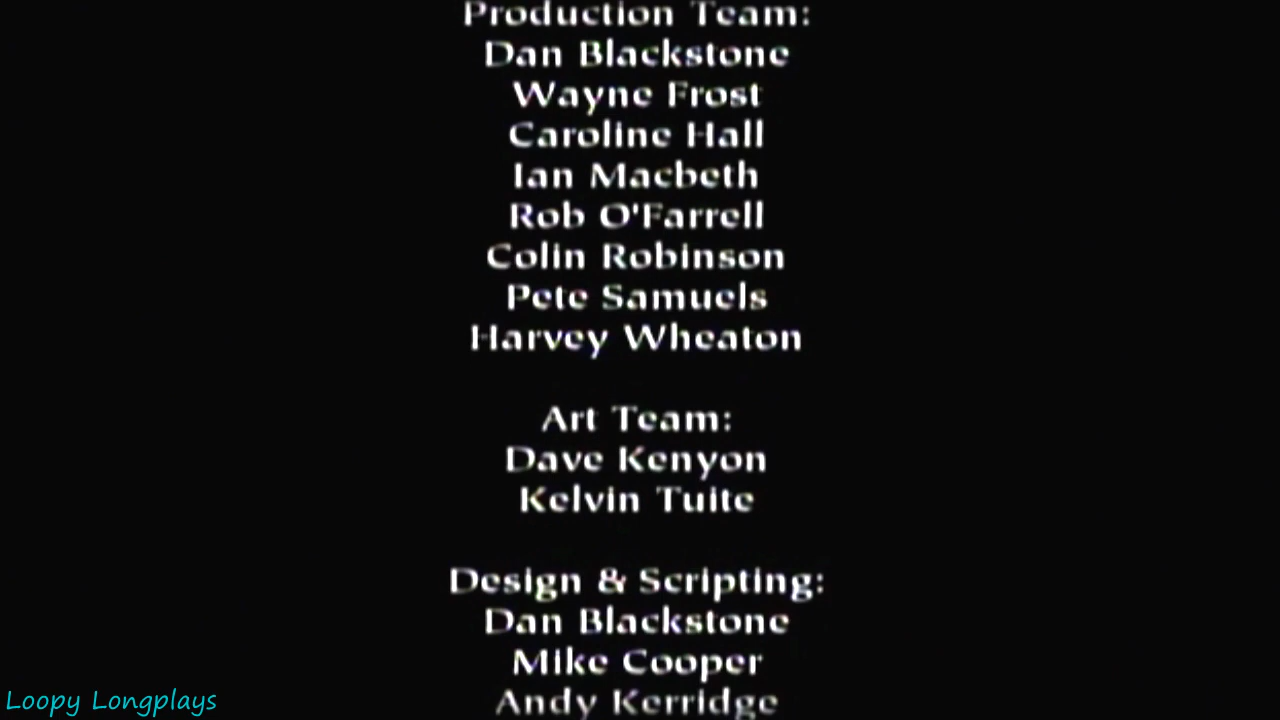 Production Team:
Dan Blackstone
Wayne Frost
Caroline Hall
Ian Macbeth
Rob O'Farrell
Colin Robinson
Pete Samuels
Harvey Wheaton
Art Team:
Dave Kenyon
Kelvin Tuite
Design & Scripting:
Dan Blackstone
Mike Cooper
Andy Kerridge
Loopy Longplays